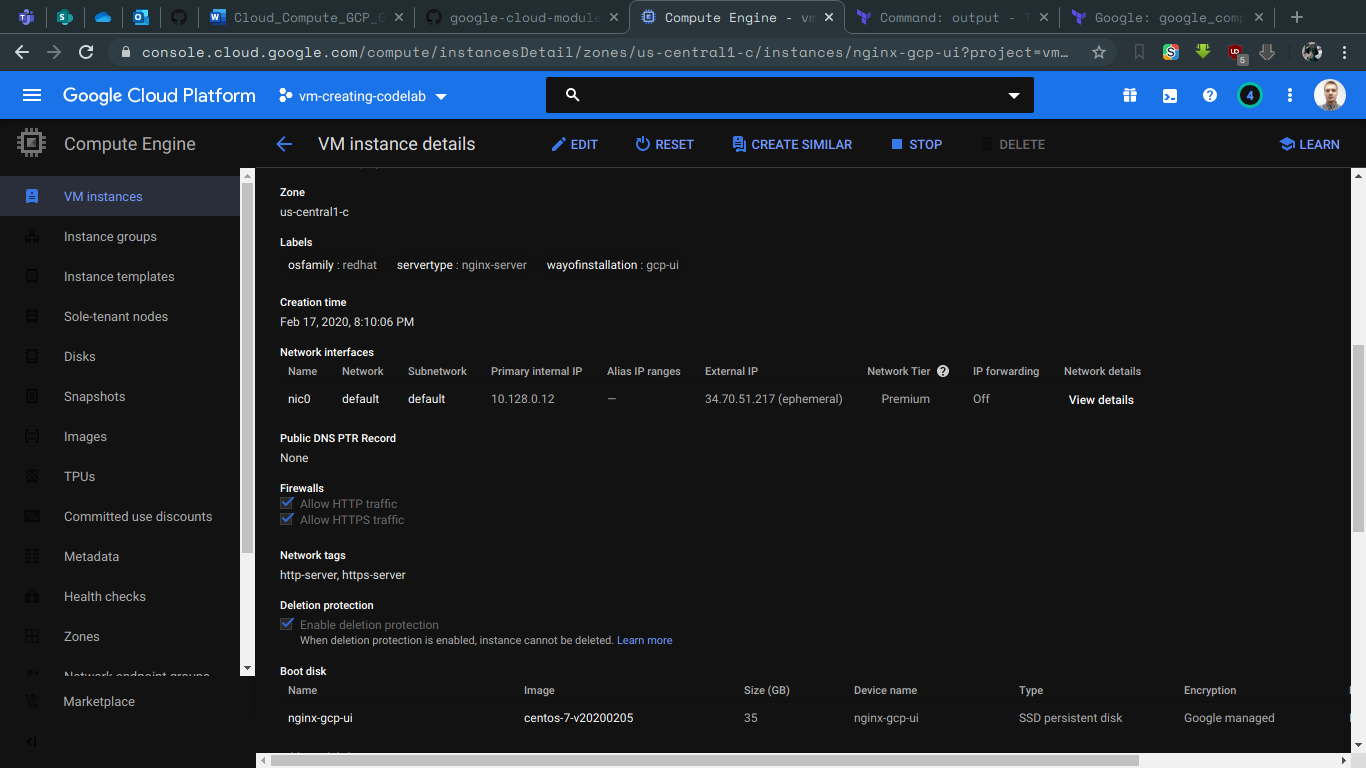 Cloud_Compute_GCP_
google-cloud-module
Compute Engine - vm
Command: output - T
Google: google_comp
console.cloud.google.com/compute/instancesDetail/zones/us-central1-c/instances/nginx-gcp-ui?project=vm…
5
Google Cloud Platform
vm-creating-codelab
4
Compute Engine
VM instance details
EDIT
RESET
CREATE SIMILAR
STOP
DELETE
LEARN
VM instances
Instance groups
Instance templates
Sole-tenant nodes
Disks
Snapshots
Images
TPUs
Committed use discounts
Metadata
Health checks
Zones
Network endpoint groups
Marketplace
Zone
us-central1-c
Labels
osfamily : redhat servertype : nginx-server wayofinstallation : gcp-ui
Creation time
Feb 17, 2020, 8:10:06 PM
Network interfaces
Name Network Subnetwork Primary internal IP Alias IP ranges External IP Network Tier IP forwarding Network details
nic0 default default 10.128.0.12 — 34.70.51.217 (ephemeral) Premium Off View details
Public DNS PTR Record
None
Firewalls
Allow HTTP traffic
Allow HTTPS traffic
Network tags
http-server, https-server
Deletion protection
Enable deletion protection
When deletion protection is enabled, instance cannot be deleted. Learn more
Boot disk
Name Image Size (GB) Device name Type Encryption
nginx-gcp-ui centos-7-v20200205 35 nginx-gcp-ui SSD persistent disk Google managed